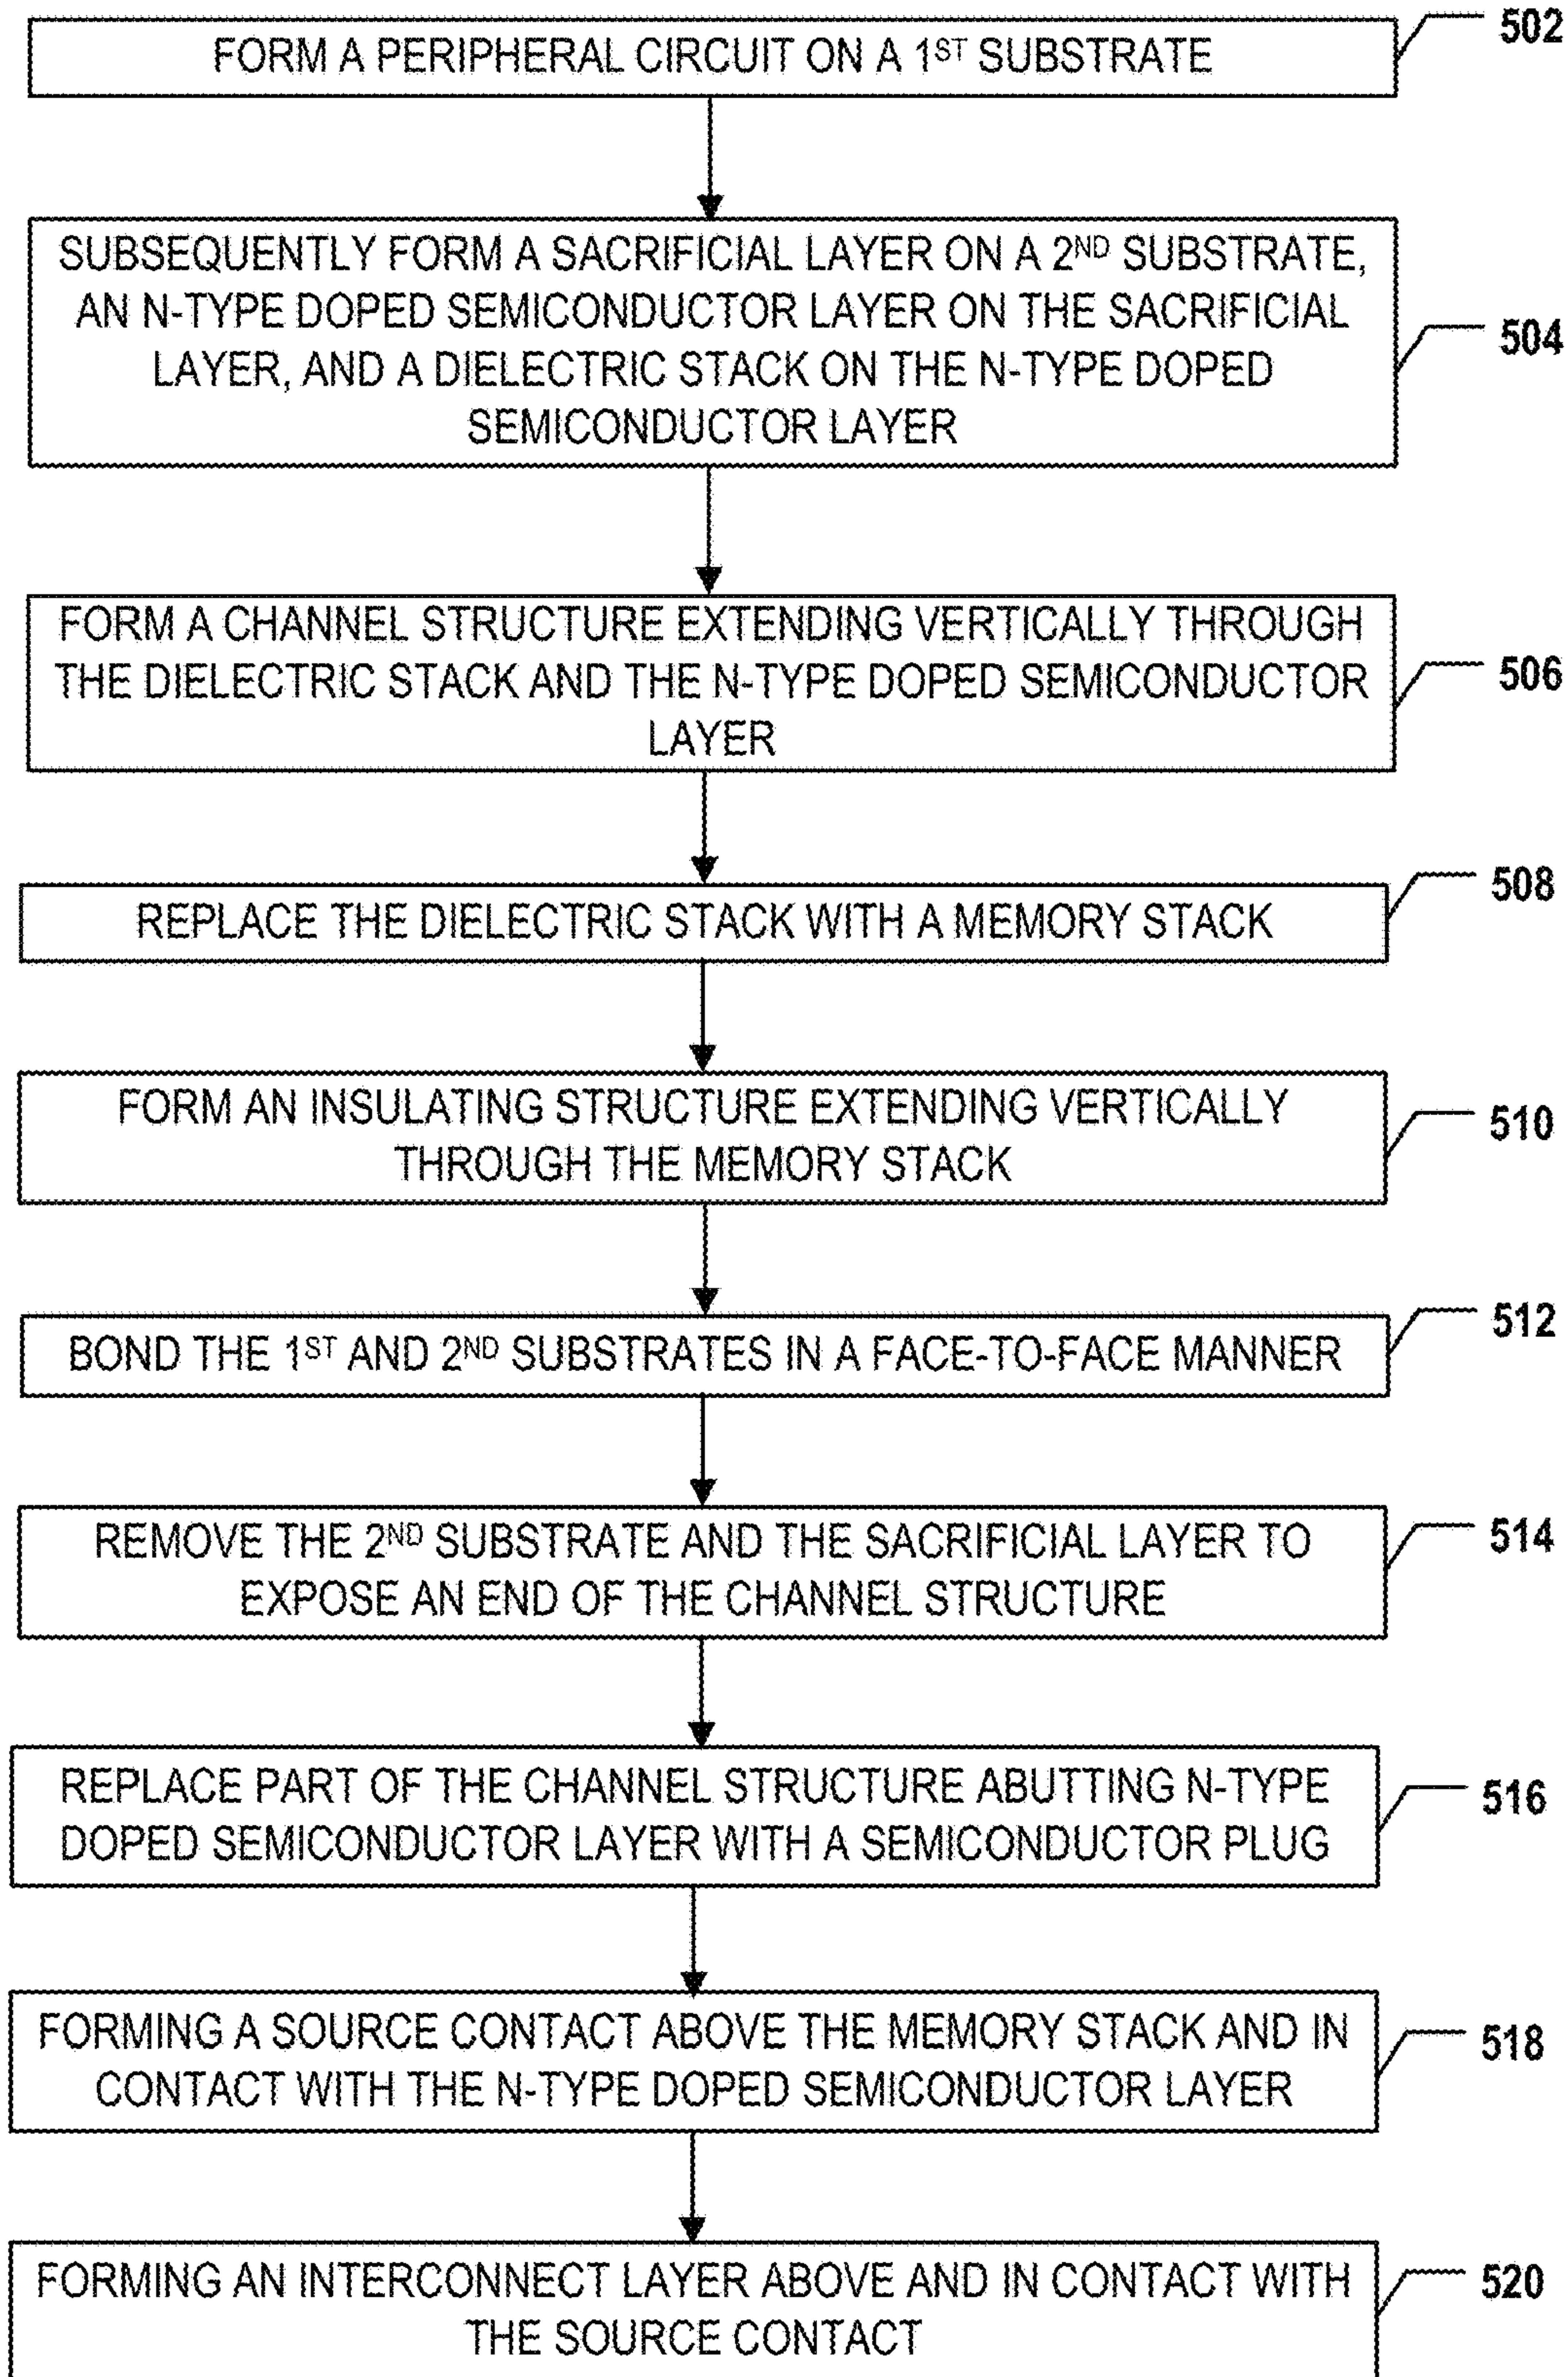 502
FORM A PERIPHERAL CIRCUIT ON A 1ST SUBSTRATE
SUBSEQUENTLY FORM A SACRIFICIAL LAYER ON A 2ND SUBSTRATE,
AN N-TYPE DOPED SEMICONDUCTOR LAYER ON THE SACRIFICIAL
LAYER, AND A DIELECTRIC STACK ON THE N-TYPE DOPED
SEMICONDUCTOR LAYER
504
FORM A CHANNEL STRUCTURE EXTENDING VERTICALLY THROUGH
THE DIELECTRIC STACK AND THE N-TYPE DOPED SEMICONDUCTOR
LAYER
506
REPLACE THE DIELECTRIC STACK WITH A MEMORY STACK
508
FORM AN INSULATING STRUCTURE EXTENDING VERTICALLY
THROUGH THE MEMORY STACK
510
BOND THE 1ST AND 2ND SUBSTRATES IN A FACE-TO-FACE MANNER
512
REMOVE THE 2ND SUBSTRATE AND THE SACRIFICIAL LAYER TO
EXPOSE AN END OF THE CHANNEL STRUCTURE
514
REPLACE PART OF THE CHANNEL STRUCTURE ABUTTING N-TYPE
DOPED SEMICONDUCTOR LAYER WITH A SEMICONDUCTOR PLUG
516
FORMING A SOURCE CONTACT ABOVE THE MEMORY STACK AND IN
CONTACT WITH THE N-TYPE DOPED SEMICONDUCTOR LAYER
518
FORMING AN INTERCONNECT LAYER ABOVE AND IN CONTACT WITH
THE SOURCE CONTACT
520